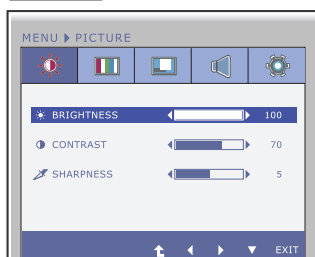 MENU PICTURE
BRIGHTNESS 100
CONTRAST 70
SHARPNESS 5
EXIT